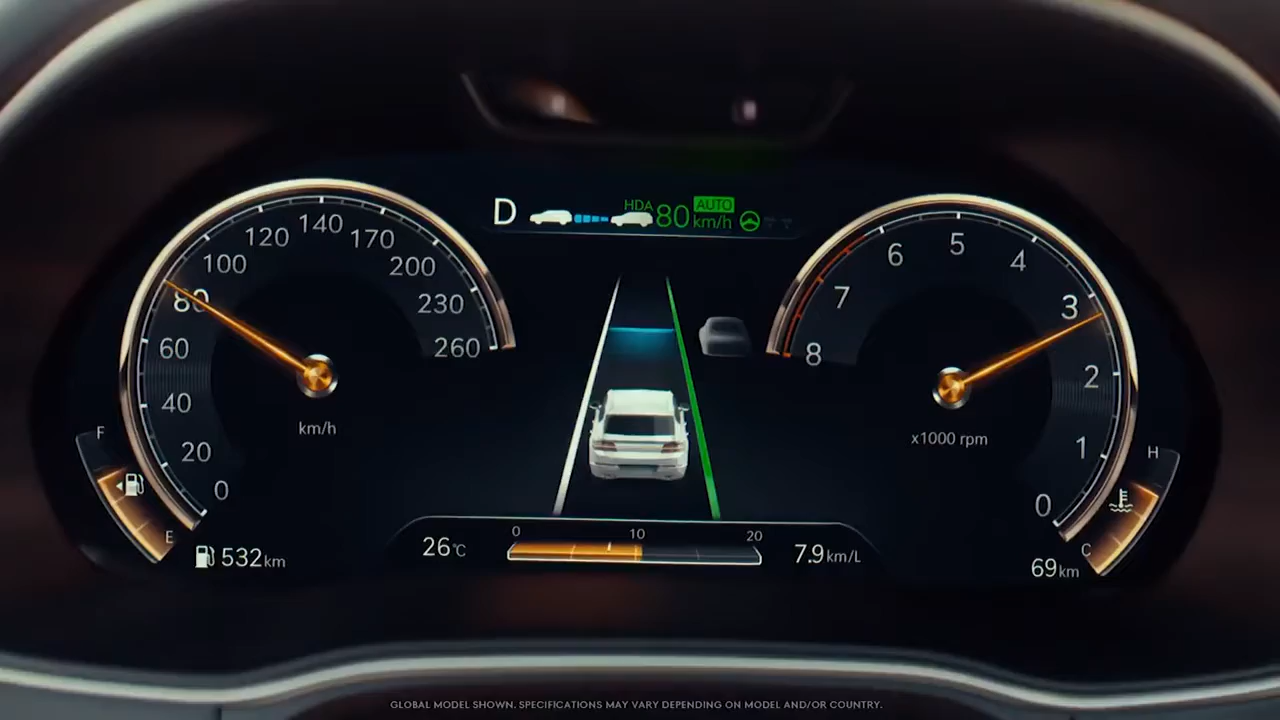 D HDA 80 km/h AUTO
0 20 40 60 80 100 120 140 170 200 230 260
km/h
8 7 6 5 4 3 2 1 0
x1000 rpm
F
E
532km
H
C
69km
26°C
0 10 20
7.9km/L
GLOBAL MODEL SHOWN. SPECIFICATIONS MAY VARY DEPENDING ON MODEL AND/OR COUNTRY.